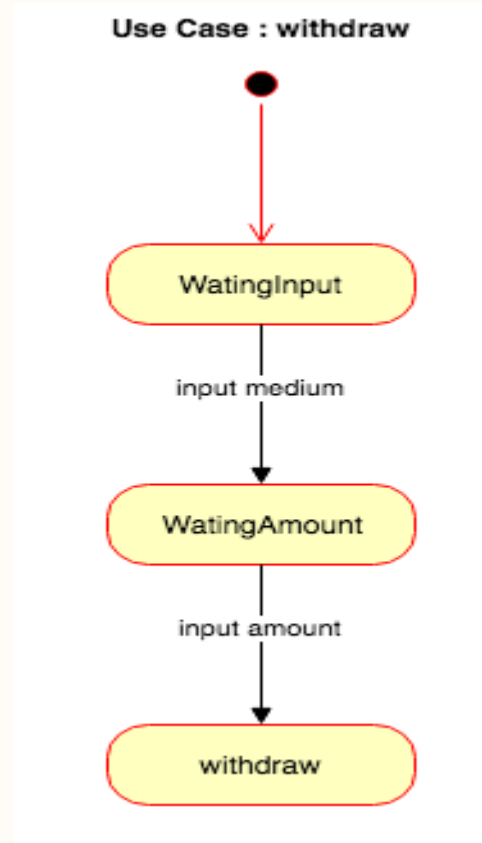 Use Case : withdraw
WatingInput
input medium
WatingAmount
input amount
withdraw